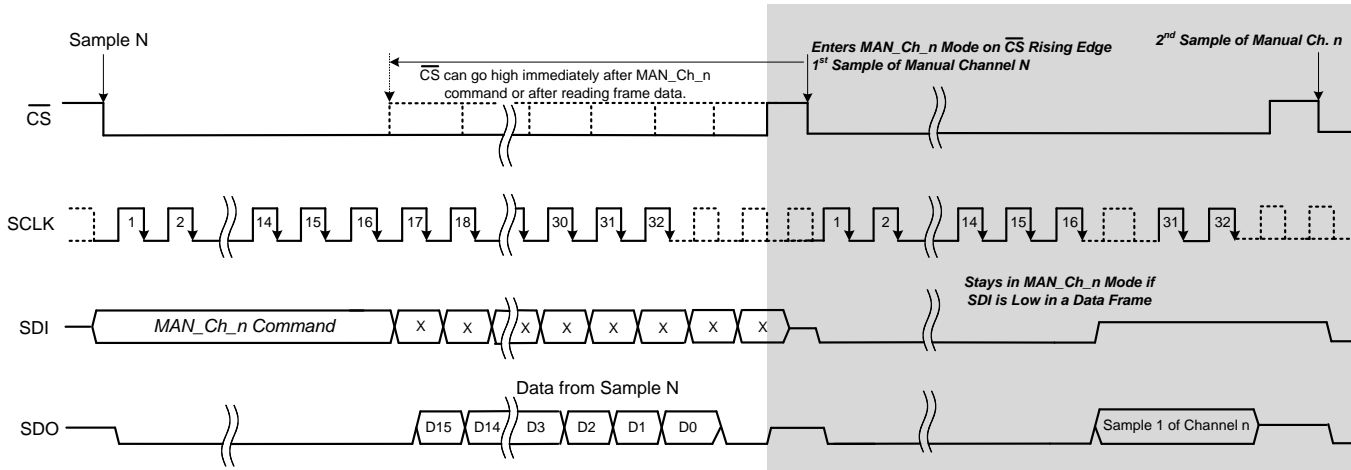 Sample N
Enters MAN_Ch_n Mode on CS Rising Edge
1st Sample of Manual Channel N
2nd Sample of Manual Ch. n
CS can go high immediately after MAN_Ch_n
command or after reading frame data.
CS
SCLK
1 2 14 15 16 17 18 30 31 32 1 2 14 15 16 31 32
Stays in MAN_Ch_n Mode if
SDI is Low in a Data Frame
SDI
MAN_Ch_n Command X X X X X X X X
Data from Sample N
SDO
D15 D14 D3 D2 D1 D0 Sample 1 of Channel n